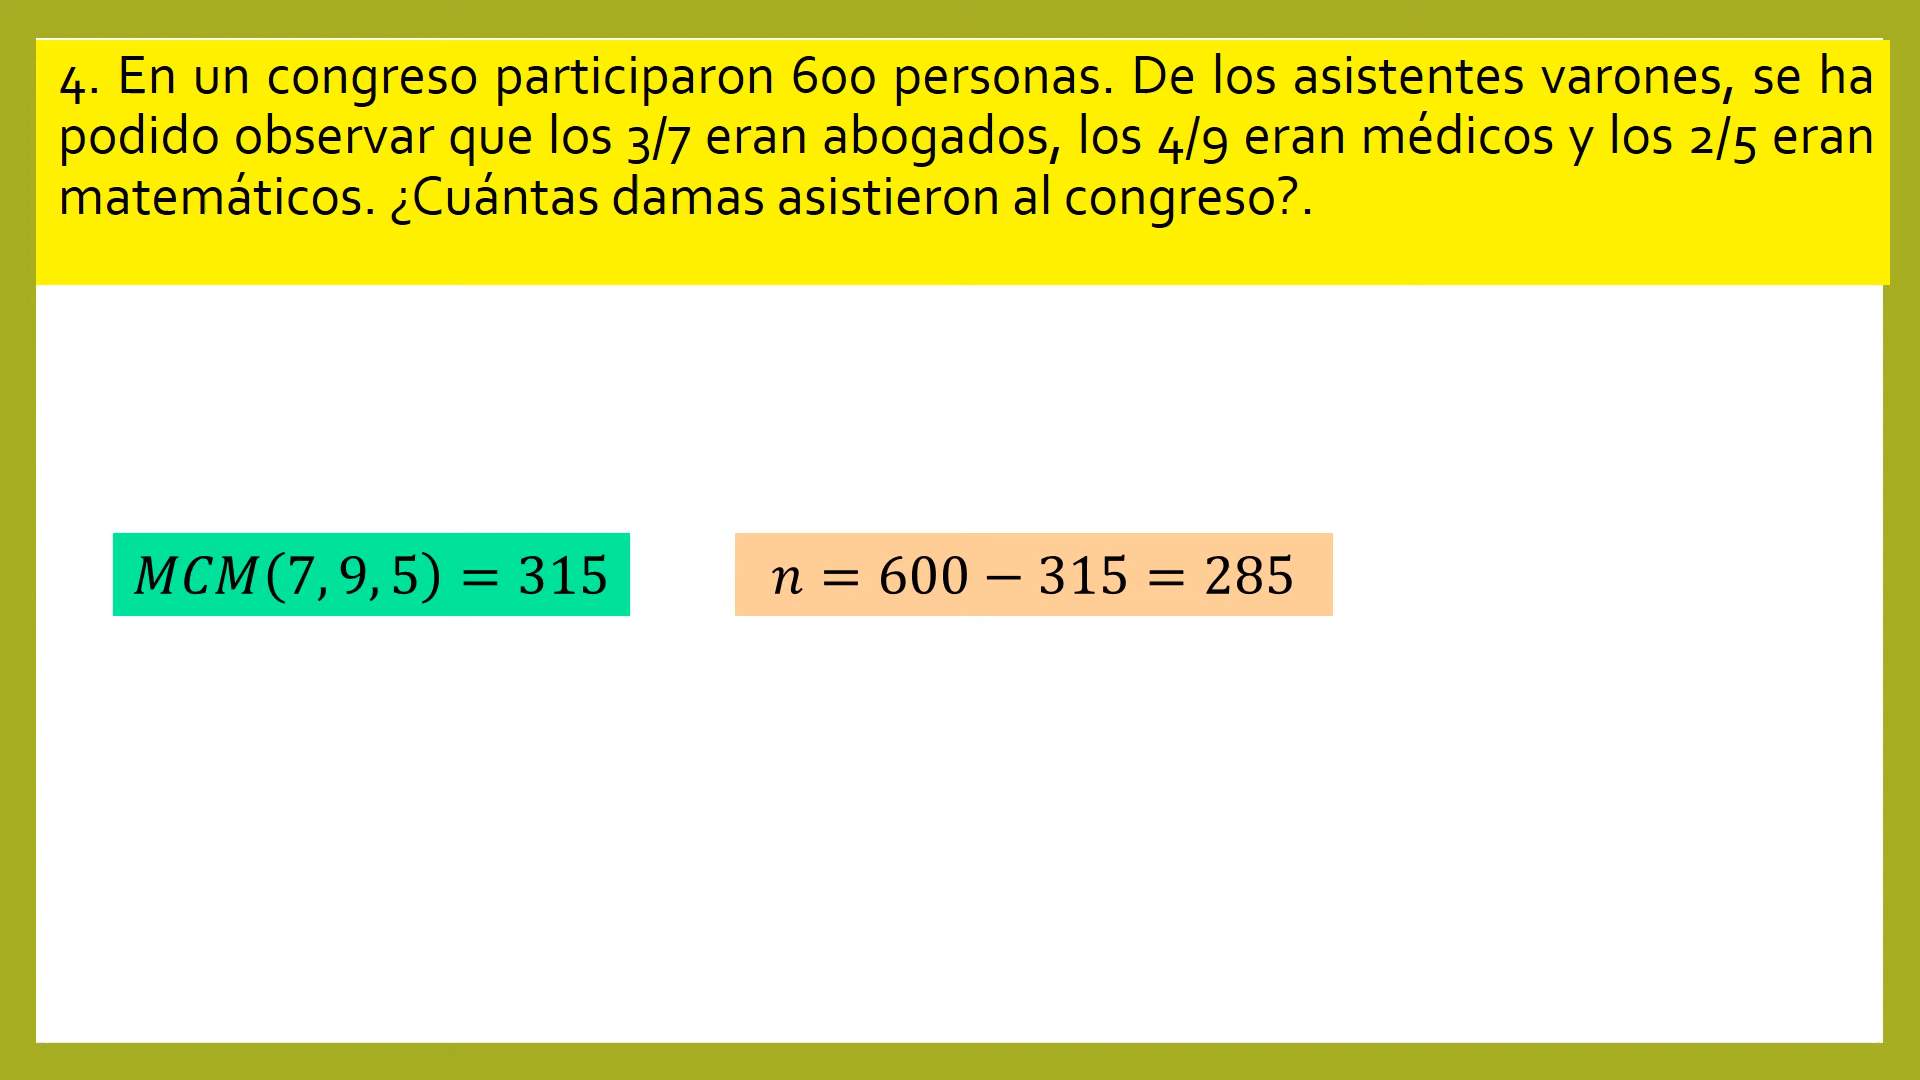 4. En un congreso participaron 600 personas. De los asistentes varones, se ha
podido observar que los 3/7 eran abogados, los 4/9 eran médicos y los 2/5 eran
matemáticos. ¿Cuántas damas asistieron al congreso?.
MCM(7, 9, 5) = 315
n = 600 − 315 = 285